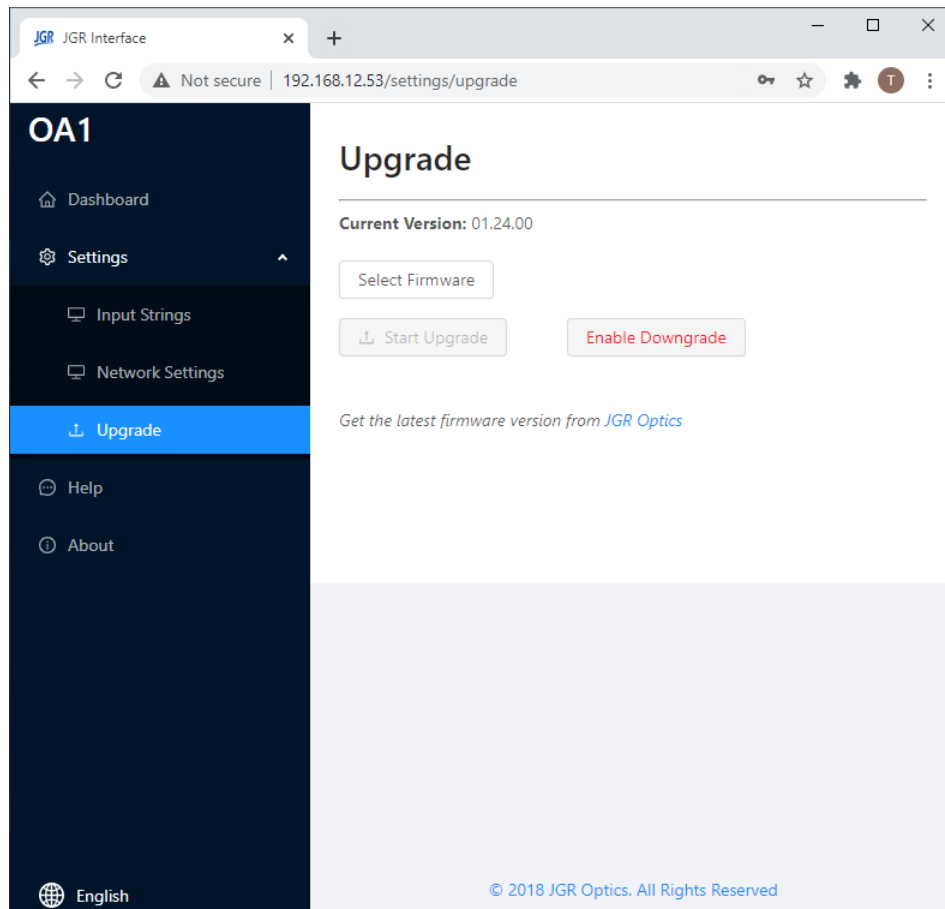 JGR JGR Interface
Not secure | 192.168.12.53/settings/upgrade
T
OA1
Dashboard
Settings
Input Strings
Network Settings
Upgrade
Help
About
English
Upgrade
Current Version: 01.24.00
Select Firmware
Start Upgrade
Enable Downgrade
Get the latest firmware version from JGR Optics
© 2018 JGR Optics. All Rights Reserved